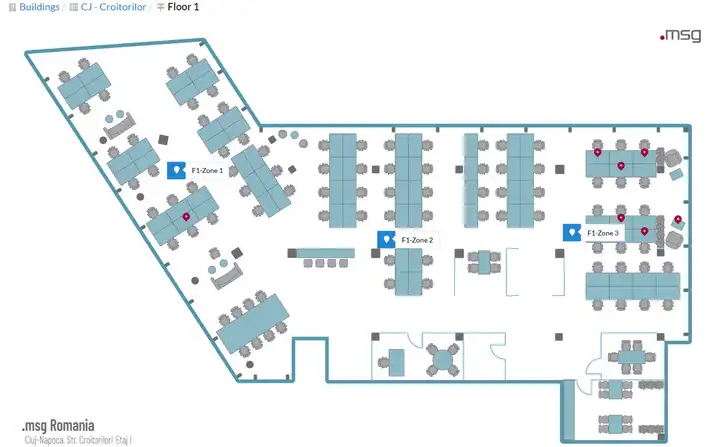 Buildings / CJ - Croitorilor / Floor 1
.msg
F1-Zone 1
F1-Zone 2
F1-Zone 3
.msg Romania
Cluj-Napoca, Str. Croitorilor| Etaj I